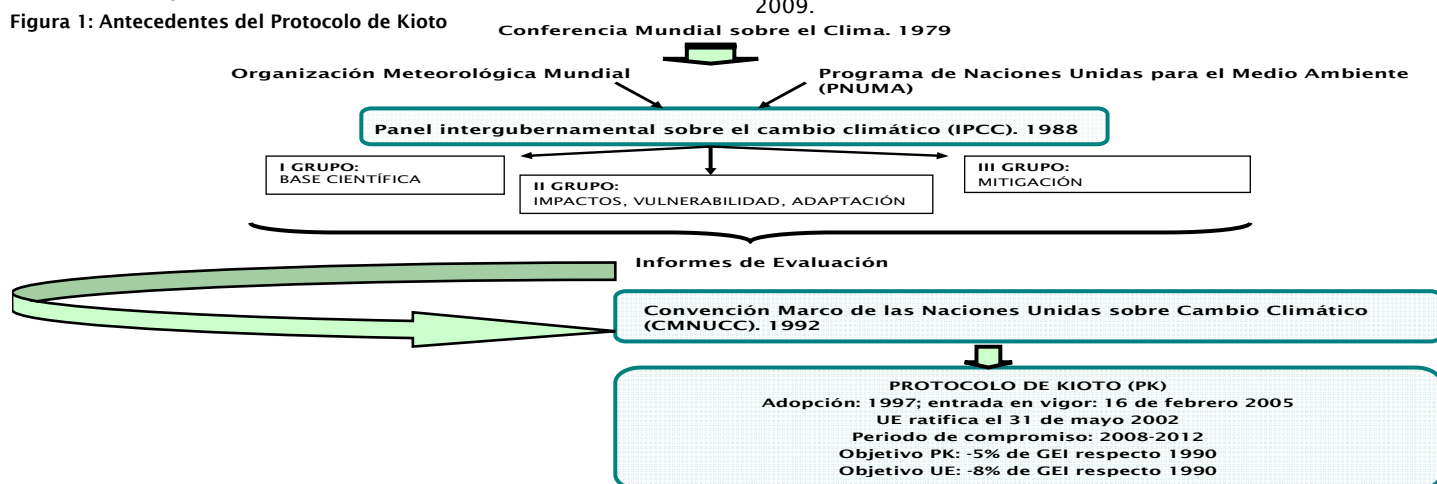 2009.
Figura 1: Antecedentes del Protocolo de Kioto
Conferencia Mundial sobre el Clima. 1979
Organización Meteorológica Mundial
Programa de Naciones Unidas para el Medio Ambiente
(PNUMA)
Panel intergubernamental sobre el cambio climático (IPCC). 1988
I GRUPO:
BASE CIENTÍFICA
II GRUPO:
IMPACTOS, VULNERABILIDAD, ADAPTACIÓN
III GRUPO:
MITIGACIÓN
Informes de Evaluación
Convención Marco de las Naciones Unidas sobre Cambio Climático
(CMNUCC). 1992
PROTOCOLO DE KIOTO (PK)
Adopción: 1997; entrada en vigor: 16 de febrero 2005
UE ratifica el 31 de mayo 2002
Periodo de compromiso: 2008-2012
Objetivo PK: -5% de GEI respecto 1990
Objetivo UE: -8% de GEI respecto 1990